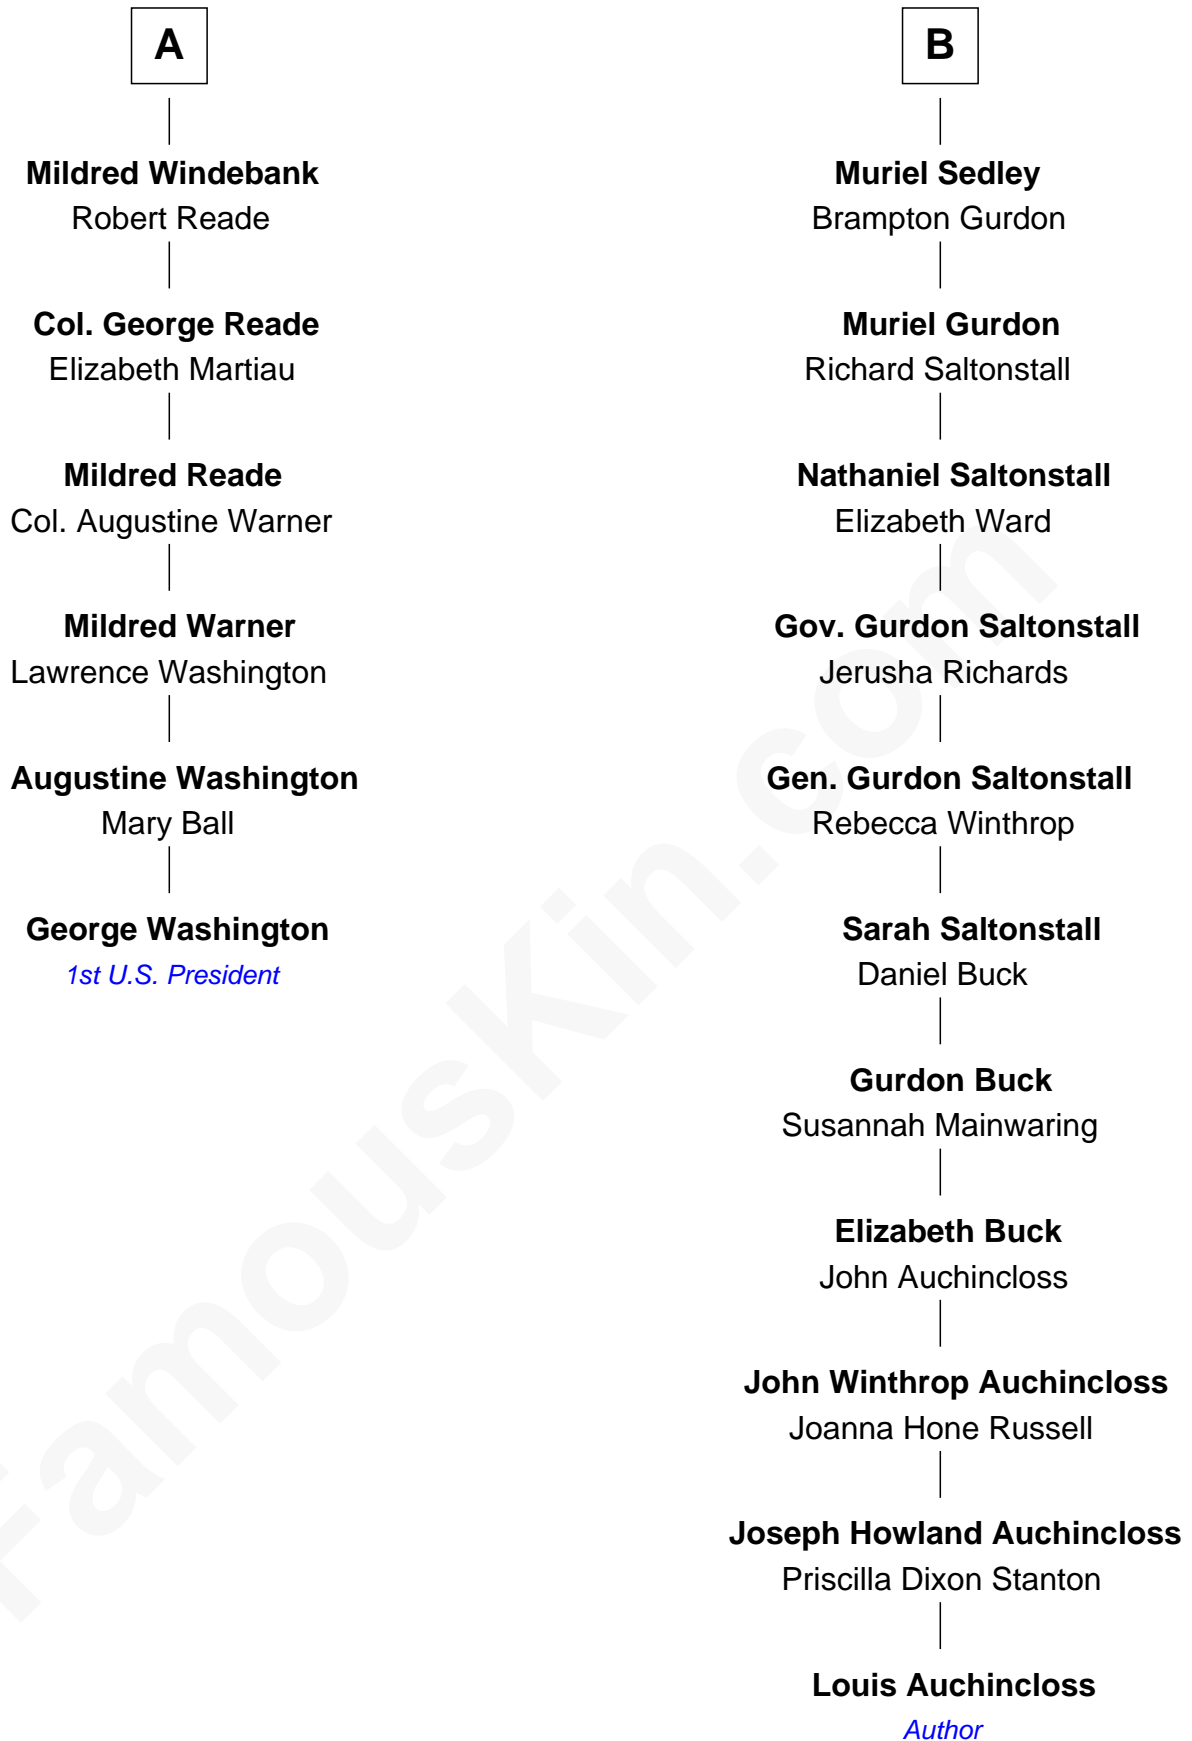 A
Mildred Windebank
Robert Reade
Col. George Reade
Elizabeth Martiau
Mildred Reade
Col. Augustine Warner
Mildred Warner
Lawrence Washington
Augustine Washington
Mary Ball
George Washington
1st U.S. President
B
Muriel Sedley
Brampton Gurdon
Muriel Gurdon
Richard Saltonstall
Nathaniel Saltonstall
Elizabeth Ward
Gov. Gurdon Saltonstall
Jerusha Richards
Gen. Gurdon Saltonstall
Rebecca Winthrop
Sarah Saltonstall
Daniel Buck
Gurdon Buck
Susannah Mainwaring
Elizabeth Buck
John Auchincloss
John Winthrop Auchincloss
Joanna Hone Russell
Joseph Howland Auchincloss
Priscilla Dixon Stanton
Louis Auchincloss
Author
FamousKin.com